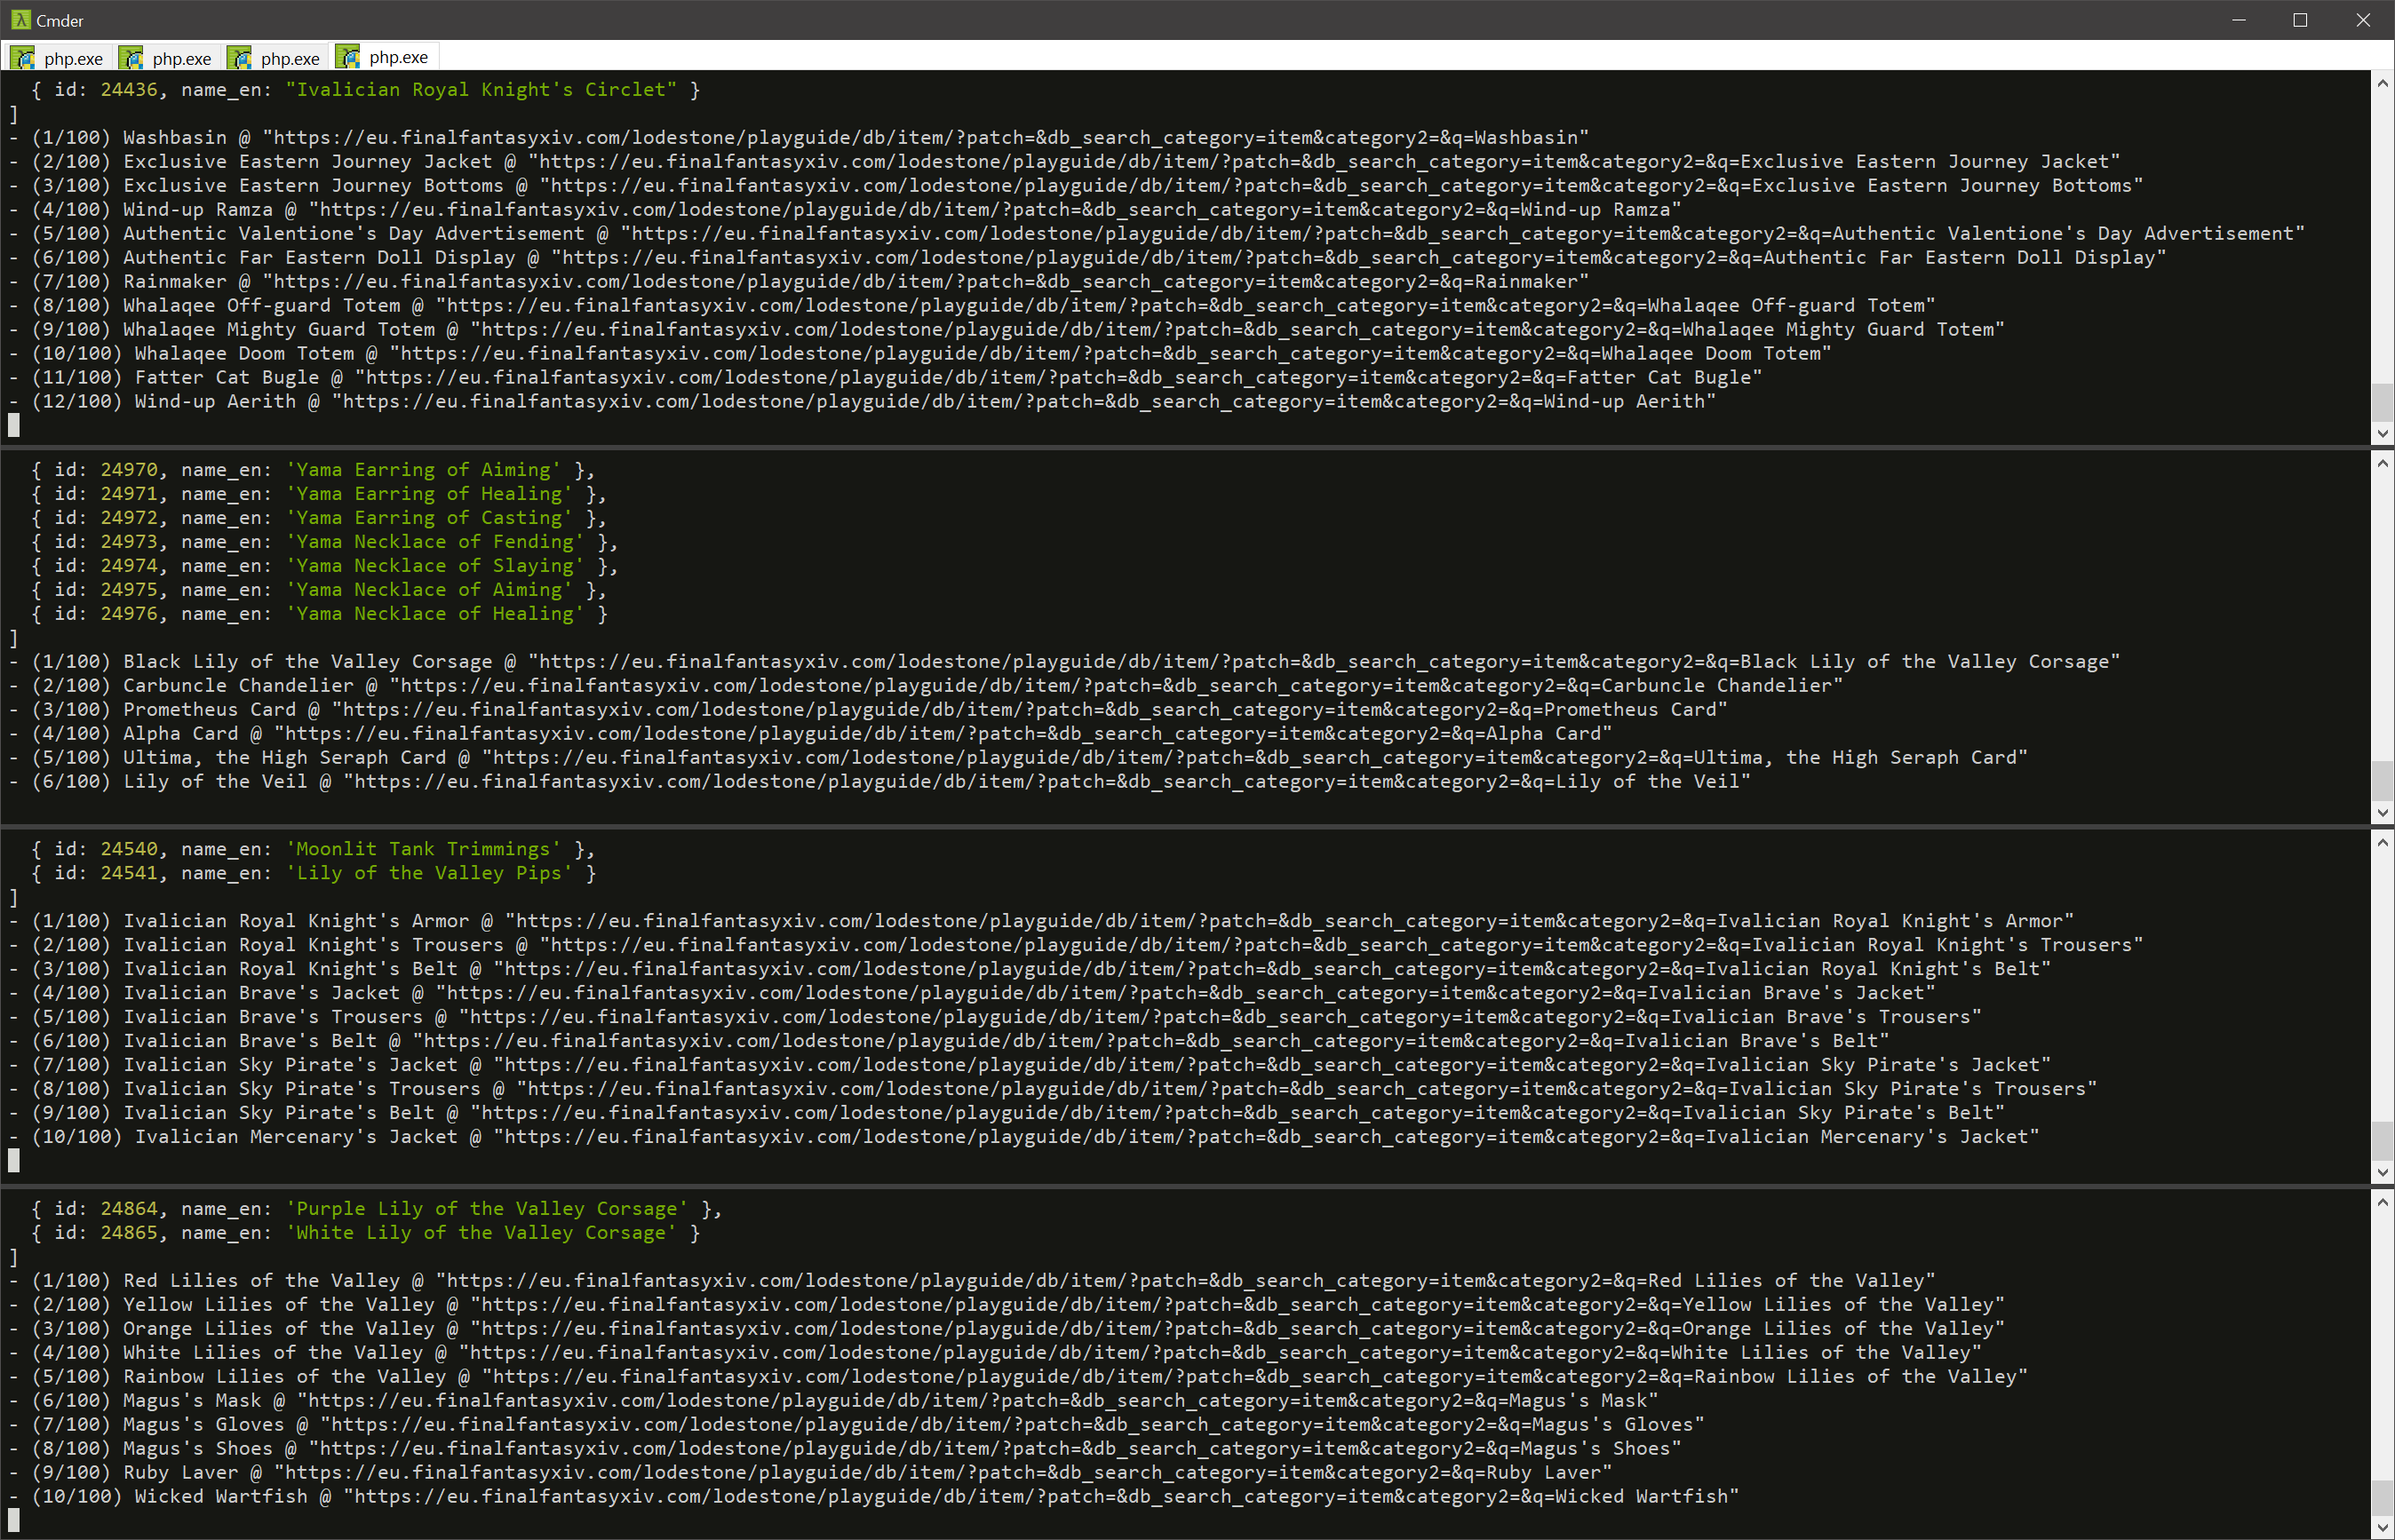 Cmder
php.exe php.exe php.exe php.exe
{ id: 24436, name_en: "Ivalician Royal Knight's Circlet" }
]
- (1/100) Washbasin @ "https://eu.finalfantasyxiv.com/lodestone/playguide/db/item/?patch=&db_search_category=item&category2=&q=Washbasin"
- (2/100) Exclusive Eastern Journey Jacket @ "https://eu.finalfantasyxiv.com/lodestone/playguide/db/item/?patch=&db_search_category=item&category2=&q=Exclusive Eastern Journey Jacket"
- (3/100) Exclusive Eastern Journey Bottoms @ "https://eu.finalfantasyxiv.com/lodestone/playguide/db/item/?patch=&db_search_category=item&category2=&q=Exclusive Eastern Journey Bottoms"
- (4/100) Wind-up Ramza @ "https://eu.finalfantasyxiv.com/lodestone/playguide/db/item/?patch=&db_search_category=item&category2=&q=Wind-up Ramza"
- (5/100) Authentic Valentione's Day Advertisement @ "https://eu.finalfantasyxiv.com/lodestone/playguide/db/item/?patch=&db_search_category=item&category2=&q=Authentic Valentione's Day Advertisement"
- (6/100) Authentic Far Eastern Doll Display @ "https://eu.finalfantasyxiv.com/lodestone/playguide/db/item/?patch=&db_search_category=item&category2=&q=Authentic Far Eastern Doll Display"
- (7/100) Rainmaker @ "https://eu.finalfantasyxiv.com/lodestone/playguide/db/item/?patch=&db_search_category=item&category2=&q=Rainmaker"
- (8/100) Whalaqee Off-guard Totem @ "https://eu.finalfantasyxiv.com/lodestone/playguide/db/item/?patch=&db_search_category=item&category2=&q=Whalaqee Off-guard Totem"
- (9/100) Whalaqee Mighty Guard Totem @ "https://eu.finalfantasyxiv.com/lodestone/playguide/db/item/?patch=&db_search_category=item&category2=&q=Whalaqee Mighty Guard Totem"
- (10/100) Whalaqee Doom Totem @ "https://eu.finalfantasyxiv.com/lodestone/playguide/db/item/?patch=&db_search_category=item&category2=&q=Whalaqee Doom Totem"
- (11/100) Fatter Cat Bugle @ "https://eu.finalfantasyxiv.com/lodestone/playguide/db/item/?patch=&db_search_category=item&category2=&q=Fatter Cat Bugle"
- (12/100) Wind-up Aerith @ "https://eu.finalfantasyxiv.com/lodestone/playguide/db/item/?patch=&db_search_category=item&category2=&q=Wind-up Aerith"
{ id: 24970, name_en: 'Yama Earring of Aiming' },
{ id: 24971, name_en: 'Yama Earring of Healing' },
{ id: 24972, name_en: 'Yama Earring of Casting' },
{ id: 24973, name_en: 'Yama Necklace of Fending' },
{ id: 24974, name_en: 'Yama Necklace of Slaying' },
{ id: 24975, name_en: 'Yama Necklace of Aiming' },
{ id: 24976, name_en: 'Yama Necklace of Healing' }
]
- (1/100) Black Lily of the Valley Corsage @ "https://eu.finalfantasyxiv.com/lodestone/playguide/db/item/?patch=&db_search_category=item&category2=&q=Black Lily of the Valley Corsage"
- (2/100) Carbuncle Chandelier @ "https://eu.finalfantasyxiv.com/lodestone/playguide/db/item/?patch=&db_search_category=item&category2=&q=Carbuncle Chandelier"
- (3/100) Prometheus Card @ "https://eu.finalfantasyxiv.com/lodestone/playguide/db/item/?patch=&db_search_category=item&category2=&q=Prometheus Card"
- (4/100) Alpha Card @ "https://eu.finalfantasyxiv.com/lodestone/playguide/db/item/?patch=&db_search_category=item&category2=&q=Alpha Card"
- (5/100) Ultima, the High Seraph Card @ "https://eu.finalfantasyxiv.com/lodestone/playguide/db/item/?patch=&db_search_category=item&category2=&q=Ultima, the High Seraph Card"
- (6/100) Lily of the Veil @ "https://eu.finalfantasyxiv.com/lodestone/playguide/db/item/?patch=&db_search_category=item&category2=&q=Lily of the Veil"
{ id: 24540, name_en: 'Moonlit Tank Trimmings' },
{ id: 24541, name_en: 'Lily of the Valley Pips' }
]
- (1/100) Ivalician Royal Knight's Armor @ "https://eu.finalfantasyxiv.com/lodestone/playguide/db/item/?patch=&db_search_category=item&category2=&q=Ivalician Royal Knight's Armor"
- (2/100) Ivalician Royal Knight's Trousers @ "https://eu.finalfantasyxiv.com/lodestone/playguide/db/item/?patch=&db_search_category=item&category2=&q=Ivalician Royal Knight's Trousers"
- (3/100) Ivalician Royal Knight's Belt @ "https://eu.finalfantasyxiv.com/lodestone/playguide/db/item/?patch=&db_search_category=item&category2=&q=Ivalician Royal Knight's Belt"
- (4/100) Ivalician Brave's Jacket @ "https://eu.finalfantasyxiv.com/lodestone/playguide/db/item/?patch=&db_search_category=item&category2=&q=Ivalician Brave's Jacket"
- (5/100) Ivalician Brave's Trousers @ "https://eu.finalfantasyxiv.com/lodestone/playguide/db/item/?patch=&db_search_category=item&category2=&q=Ivalician Brave's Trousers"
- (6/100) Ivalician Brave's Belt @ "https://eu.finalfantasyxiv.com/lodestone/playguide/db/item/?patch=&db_search_category=item&category2=&q=Ivalician Brave's Belt"
- (7/100) Ivalician Sky Pirate's Jacket @ "https://eu.finalfantasyxiv.com/lodestone/playguide/db/item/?patch=&db_search_category=item&category2=&q=Ivalician Sky Pirate's Jacket"
- (8/100) Ivalician Sky Pirate's Trousers @ "https://eu.finalfantasyxiv.com/lodestone/playguide/db/item/?patch=&db_search_category=item&category2=&q=Ivalician Sky Pirate's Trousers"
- (9/100) Ivalician Sky Pirate's Belt @ "https://eu.finalfantasyxiv.com/lodestone/playguide/db/item/?patch=&db_search_category=item&category2=&q=Ivalician Sky Pirate's Belt"
- (10/100) Ivalician Mercenary's Jacket @ "https://eu.finalfantasyxiv.com/lodestone/playguide/db/item/?patch=&db_search_category=item&category2=&q=Ivalician Mercenary's Jacket"
{ id: 24864, name_en: 'Purple Lily of the Valley Corsage' },
{ id: 24865, name_en: 'White Lily of the Valley Corsage' }
]
- (1/100) Red Lilies of the Valley @ "https://eu.finalfantasyxiv.com/lodestone/playguide/db/item/?patch=&db_search_category=item&category2=&q=Red Lilies of the Valley"
- (2/100) Yellow Lilies of the Valley @ "https://eu.finalfantasyxiv.com/lodestone/playguide/db/item/?patch=&db_search_category=item&category2=&q=Yellow Lilies of the Valley"
- (3/100) Orange Lilies of the Valley @ "https://eu.finalfantasyxiv.com/lodestone/playguide/db/item/?patch=&db_search_category=item&category2=&q=Orange Lilies of the Valley"
- (4/100) White Lilies of the Valley @ "https://eu.finalfantasyxiv.com/lodestone/playguide/db/item/?patch=&db_search_category=item&category2=&q=White Lilies of the Valley"
- (5/100) Rainbow Lilies of the Valley @ "https://eu.finalfantasyxiv.com/lodestone/playguide/db/item/?patch=&db_search_category=item&category2=&q=Rainbow Lilies of the Valley"
- (6/100) Magus's Mask @ "https://eu.finalfantasyxiv.com/lodestone/playguide/db/item/?patch=&db_search_category=item&category2=&q=Magus's Mask"
- (7/100) Magus's Gloves @ "https://eu.finalfantasyxiv.com/lodestone/playguide/db/item/?patch=&db_search_category=item&category2=&q=Magus's Gloves"
- (8/100) Magus's Shoes @ "https://eu.finalfantasyxiv.com/lodestone/playguide/db/item/?patch=&db_search_category=item&category2=&q=Magus's Shoes"
- (9/100) Ruby Laver @ "https://eu.finalfantasyxiv.com/lodestone/playguide/db/item/?patch=&db_search_category=item&category2=&q=Ruby Laver"
- (10/100) Wicked Wartfish @ "https://eu.finalfantasyxiv.com/lodestone/playguide/db/item/?patch=&db_search_category=item&category2=&q=Wicked Wartfish"